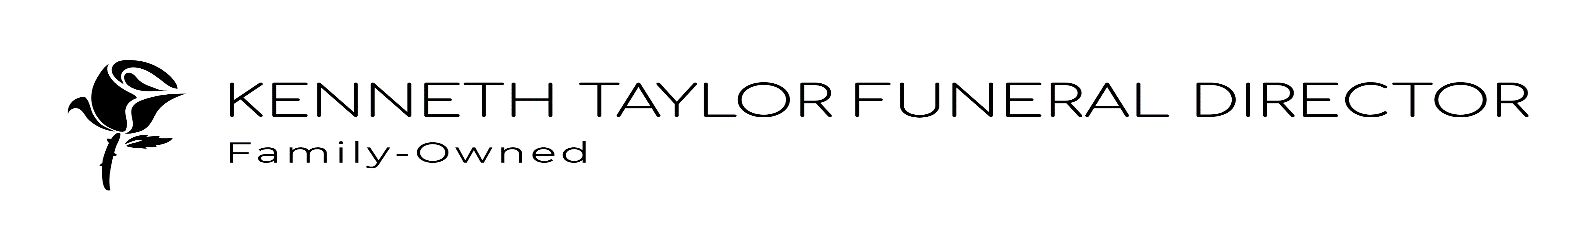 KENNETH TAYLOR FUNERAL DIRECTOR
Family-Owned